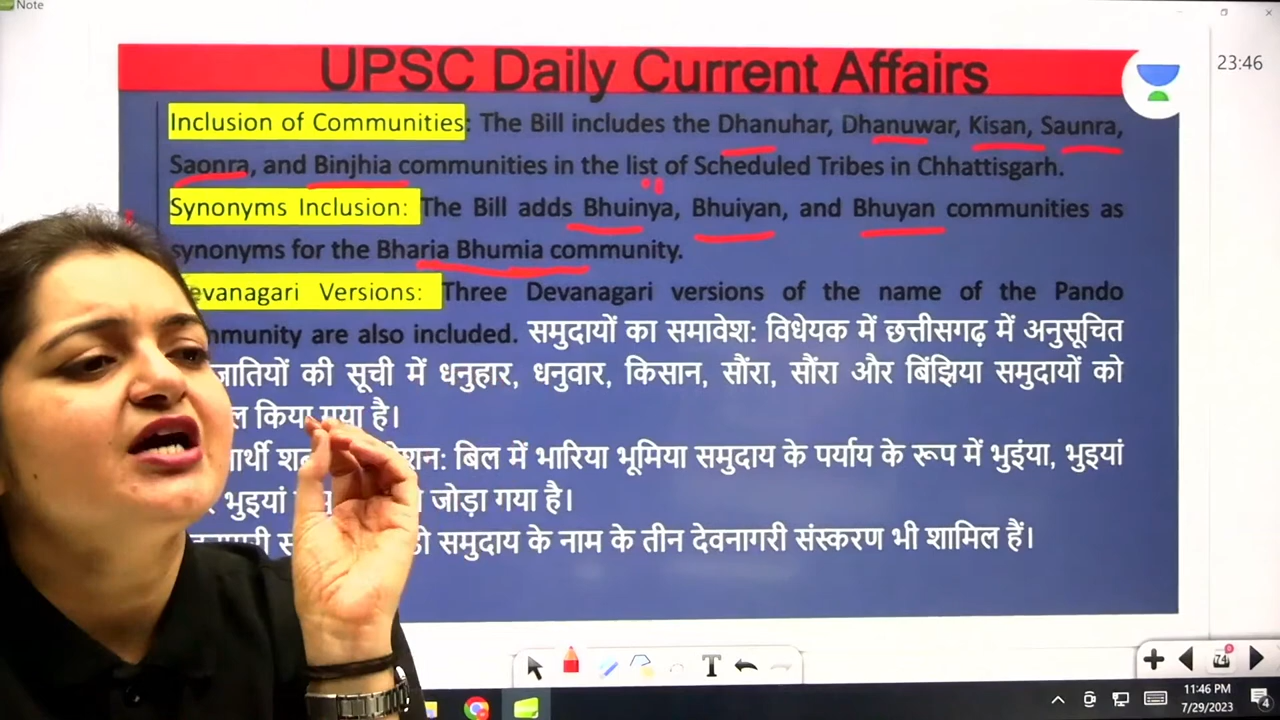 Note
UPSC Daily Current Affairs
23:46
Inclusion of Communities: The Bill includes the Dhanuhar, Dhanuwar, Kisan, Saunra,
Saonra, and Binjhia communities in the list of Scheduled Tribes in Chhattisgarh.
Synonyms Inclusion: The Bill adds Bhuinya, Bhuiyan, and Bhuyan communities as
synonyms for the Bharia Bhumia community.
evanagari Versions: Three Devanagari versions of the name of the Pando
mmunity are also included. समुदायों का समावेश: विधेयक में छत्तीसगढ़ में अनुसूचित
जातियों की सूची में धनुहार, धनुवार, किसान, सौंरा, सौंरा और बिंझिया समुदायों को
ल किया गया है।
र्थी बिल में भारिया भूमिया समुदाय के पर्याय के रूप में भुइंया, भुइयां
भुइयां जोड़ा गया है।
समुदाय के नाम के तीन देवनागरी संस्करण भी शामिल हैं।
T
74
11:46 PM
7/29/2023
4